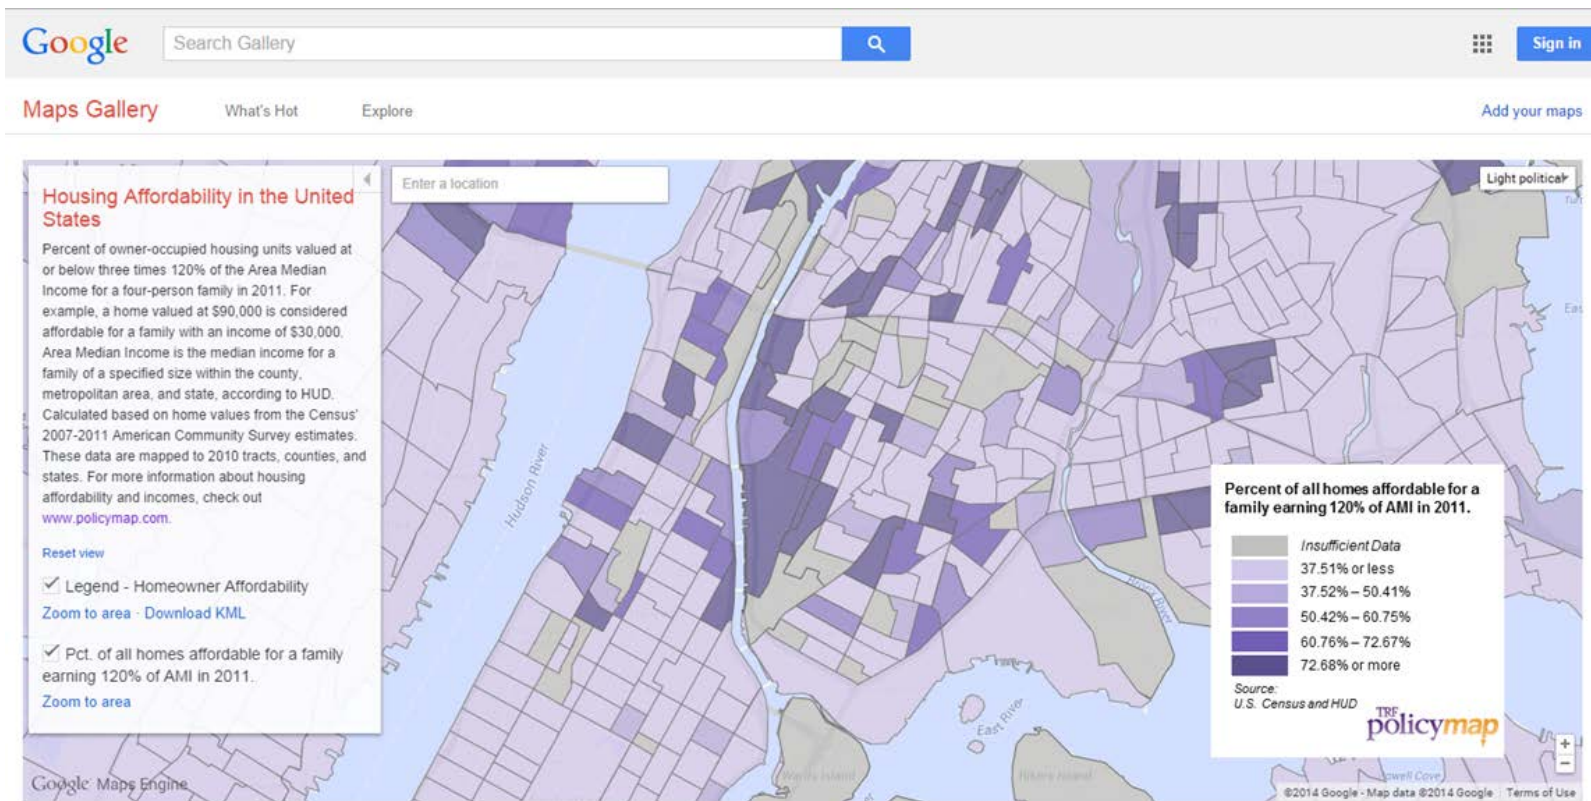 Google
Search Gallery
Sign in
Maps Gallery
What's Hot
Explore
Add your maps
Housing Affordability in the United
States
Percent of owner-occupied housing units valued at
or below three times 120% of the Area Median
Income for a four-person family in 2011. For
example, a home valued at $90,000 is considered
affordable for a family with an income of $30,000.
Area Median Income is the median income for a
family of a specified size within the county,
metropolitan area, and state, according to HUD.
Calculated based on home values from the Census'
2007-2011 American Community Survey estimates.
These data are mapped to 2010 tracts, counties, and
states. For more information about housing
affordability and incomes, check out
www.policymap.com.
Reset view
Legend - Homeowner Affordability
Zoom to area · Download KML
Pct. of all homes affordable for a family
earning 120% of AMI in 2011.
Zoom to area
Enter a location
Light political
Hudson River
Bronx River
East River
Wards Island
Rikers Island
Percent of all homes affordable for a
family earning 120% of AMI in 2011.
Insufficient Data
37.51% or less
37.52% – 50.41%
50.42% – 60.75%
60.76% – 72.67%
72.68% or more
Source:
U.S. Census and HUD
TRF
policymap
+
−
Google Maps Engine
©2014 Google - Map data ©2014 Google
Terms of Use